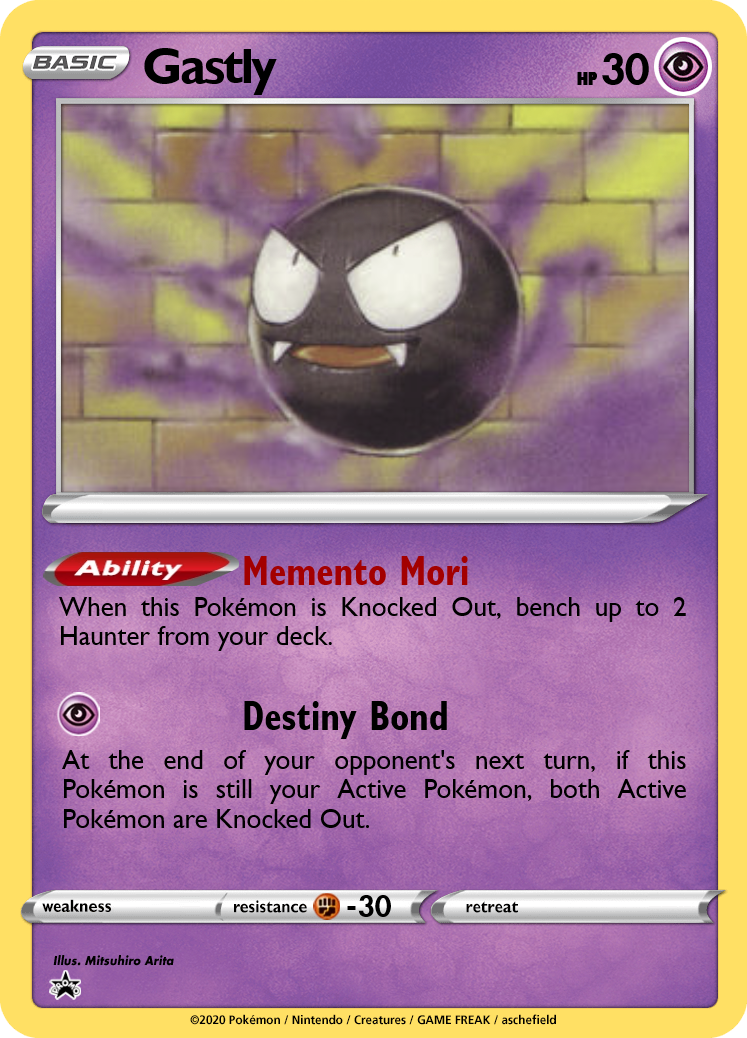 BASIC Gastly HP 30
Ability Memento Mori
When this Pokémon is Knocked Out, bench up to 2
Haunter from your deck.
Destiny Bond
At the end of your opponent's next turn, if this
Pokémon is still your Active Pokémon, both Active
Pokémon are Knocked Out.
weakness resistance -30 retreat
Illus. Mitsuhiro Arita
PROMO
©2020 Pokémon / Nintendo / Creatures / GAME FREAK / aschefield